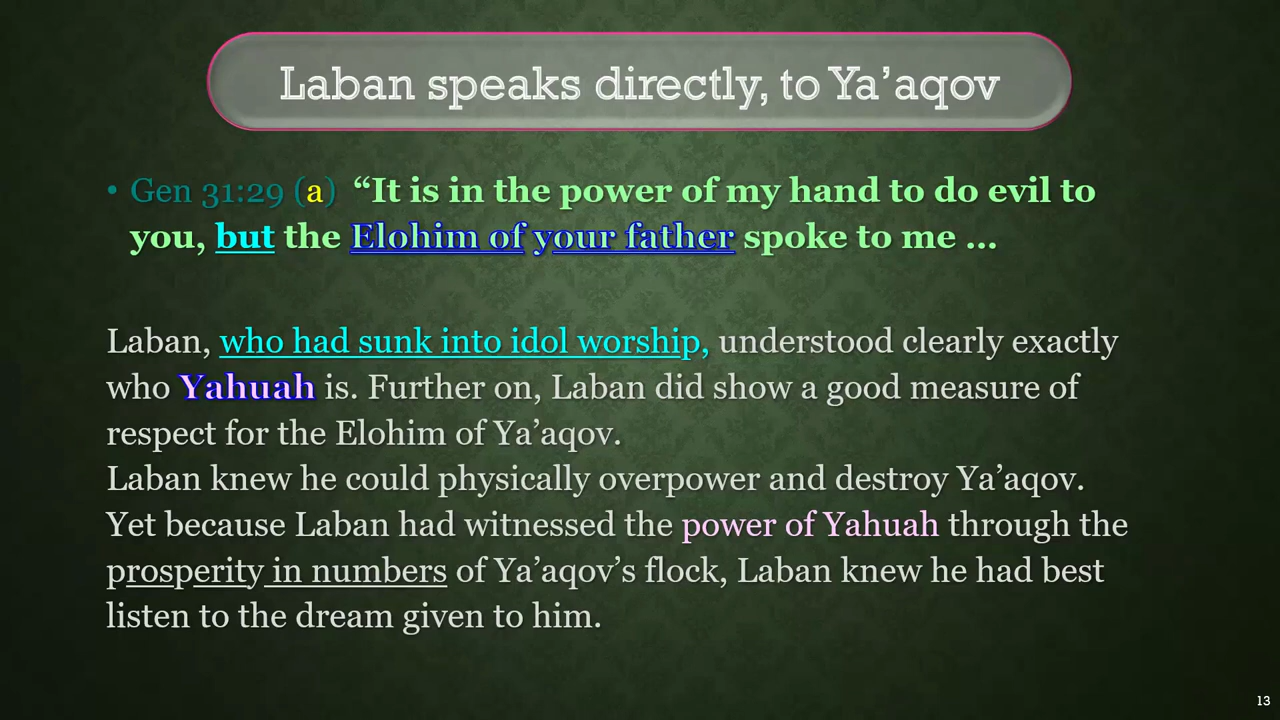 Laban speaks directly, to Ya’aqov
• Gen 31:29 (a) “It is in the power of my hand to do evil to
you, but the Elohim of your father spoke to me ...
Laban, who had sunk into idol worship, understood clearly exactly
who Yahuah is. Further on, Laban did show a good measure of
respect for the Elohim of Ya’aqov.
Laban knew he could physically overpower and destroy Ya’aqov.
Yet because Laban had witnessed the power of Yahuah through the
prosperity in numbers of Ya’aqov’s flock, Laban knew he had best
listen to the dream given to him.
13